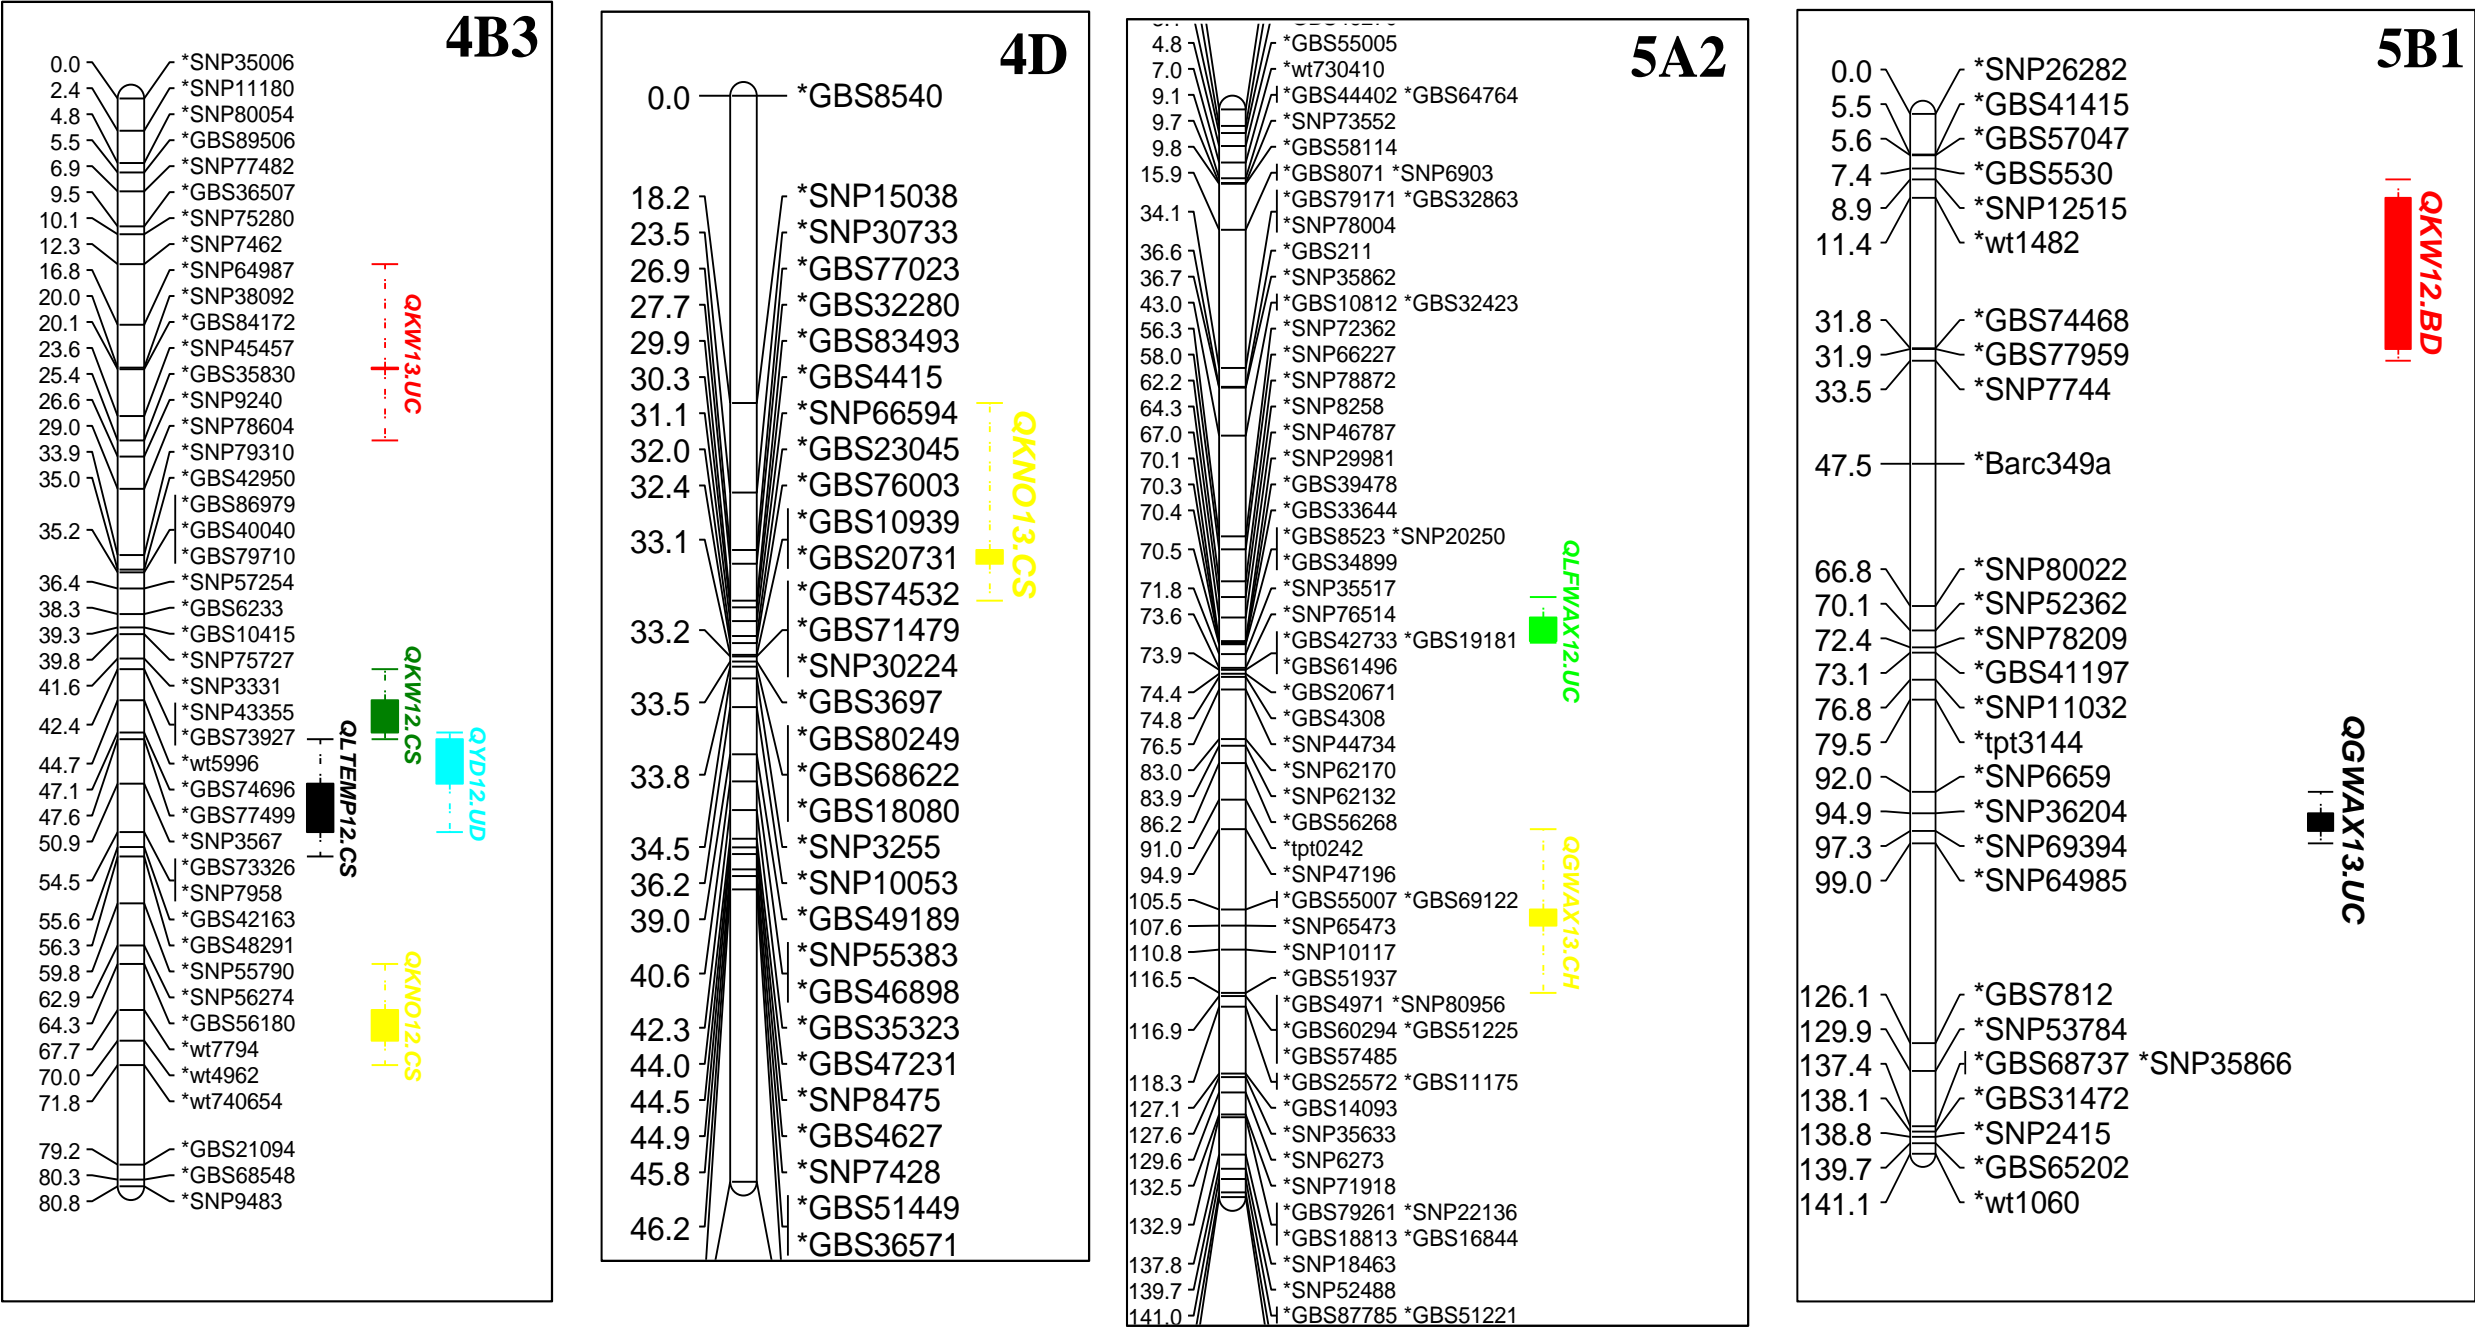 4B3
0.0 *SNP35006
2.4 *SNP11180
4.8 *SNP80054
5.5 *GBS89506
6.9 *SNP77482
9.5 *GBS36507
10.1 *SNP75280
12.3 *SNP7462
16.8 *SNP64987
20.0 *SNP38092
20.1 *GBS84172
23.6 *SNP45457
25.4 *GBS35830
26.6 *SNP9240
29.0 *SNP78604
33.9 *SNP79310
35.0 *GBS42950
*GBS86979
35.2 *GBS40040
*GBS79710
36.4 *SNP57254
38.3 *GBS6233
39.3 *GBS10415
39.8 *SNP75727
41.6 *SNP3331
*SNP43355
42.4 *GBS73927
44.7 *wt5996
47.1 *GBS74696
47.6 *GBS77499
50.9 *SNP3567
*GBS73326
54.5 *SNP7958
55.6 *GBS42163
56.3 *GBS48291
59.8 *SNP55790
62.9 *SNP56274
64.3 *GBS56180
67.7 *wt7794
70.0 *wt4962
71.8 *wt740654
79.2 *GBS21094
80.3 *GBS68548
80.8 *SNP9483
QKW13.UC
QKW12.CS
QLTEMP12.CS
QYD12.UD
QKNO12.CS
4D
0.0 *GBS8540
18.2 *SNP15038
23.5 *SNP30733
26.9 *GBS77023
27.7 *GBS32280
29.9 *GBS83493
30.3 *GBS4415
31.1 *SNP66594
32.0 *GBS23045
32.4 *GBS76003
*GBS10939
33.1 *GBS20731
*GBS74532
33.2 *GBS71479
*SNP30224
33.5 *GBS3697
*GBS80249
33.8 *GBS68622
*GBS18080
34.5 *SNP3255
36.2 *SNP10053
39.0 *GBS49189
*SNP55383
40.6 *GBS46898
42.3 *GBS35323
44.0 *GBS47231
44.5 *SNP8475
44.9 *GBS4627
45.8 *SNP7428
*GBS51449
46.2 *GBS36571
QKNO13.CS
5A2
4.8 *GBS55005
7.0 *wt730410
9.1 *GBS44402 *GBS64764
9.7 *SNP73552
9.8 *GBS58114
15.9 *GBS8071 *SNP6903
*GBS79171 *GBS32863
34.1 *SNP78004
36.6 *GBS211
36.7 *SNP35862
43.0 *GBS10812 *GBS32423
56.3 *SNP72362
58.0 *SNP66227
62.2 *SNP78872
64.3 *SNP8258
67.0 *SNP46787
70.1 *SNP29981
70.3 *GBS39478
70.4 *GBS33644
*GBS8523 *SNP20250
70.5 *GBS34899
71.8 *SNP35517
73.6 *SNP76514
*GBS42733 *GBS19181
73.9 *GBS61496
74.4 *GBS20671
74.8 *GBS4308
76.5 *SNP44734
83.0 *SNP62170
83.9 *SNP62132
86.2 *GBS56268
91.0 *tpt0242
94.9 *SNP47196
105.5 *GBS55007 *GBS69122
107.6 *SNP65473
110.8 *SNP10117
116.5 *GBS51937
*GBS4971 *SNP80956
116.9 *GBS60294 *GBS51225
*GBS57485
118.3 *GBS25572 *GBS11175
127.1 *GBS14093
127.6 *SNP35633
129.6 *SNP6273
132.5 *SNP71918
*GBS79261 *SNP22136
132.9 *GBS18813 *GBS16844
137.8 *SNP18463
139.7 *SNP52488
141.0 *GBS87785 *GBS51221
QLFWAX12.UC
QGWAX13.CH
5B1
0.0 *SNP26282
5.5 *GBS41415
5.6 *GBS57047
7.4 *GBS5530
8.9 *SNP12515
11.4 *wt1482
31.8 *GBS74468
31.9 *GBS77959
33.5 *SNP7744
47.5 *Barc349a
66.8 *SNP80022
70.1 *SNP52362
72.4 *SNP78209
73.1 *GBS41197
76.8 *SNP11032
79.5 *tpt3144
92.0 *SNP6659
94.9 *SNP36204
97.3 *SNP69394
99.0 *SNP64985
126.1 *GBS7812
129.9 *SNP53784
137.4 *GBS68737 *SNP35866
138.1 *GBS31472
138.8 *SNP2415
139.7 *GBS65202
141.1 *wt1060
QKW12.BD
QGWAX13.UC